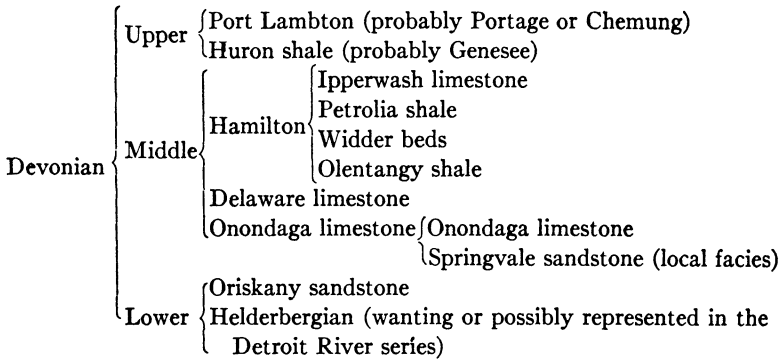 Port Lambton (probably Portage or Chemung)
Upper
Huron shale (probably Genesee)
Ipperwash limestone
Petrolia shale
Hamilton
Widder beds
Middle
Devonian
Olentangy shale
Delaware limestone
Onondaga limestone Onondaga limestone
Springvale sandstone (local facies)
Oriskany sandstone
Lower Helderbergian (wanting or possibly represented in the
Detroit River series)